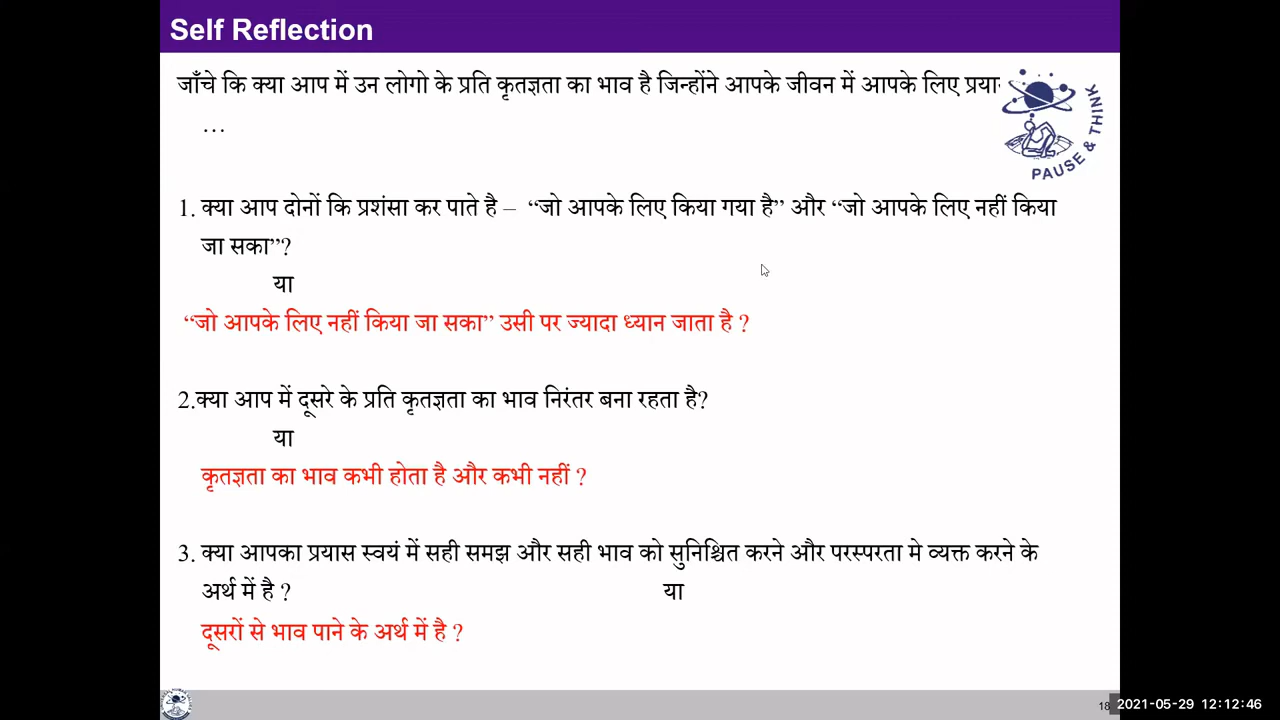 Self Reflection
जाँचे कि क्या आप में उन लोगो के प्रति कृतज्ञता का भाव है जिन्होंने आपके जीवन में आपके लिए
…
PAUSE & THINK
1. क्या आप दोनों कि प्रशंसा कर पाते है – “जो आपके लिए किया गया है” और “जो आपके लिए नहीं किया
जा सका”?
या
“जो आपके लिए नहीं किया जा सका” उसी पर ज्यादा ध्यान जाता है ?
2.क्या आप में दूसरे के प्रति कृतज्ञता का भाव निरंतर बना रहता है?
या
कृतज्ञता का भाव कभी होता है और कभी नहीं ?
3. क्या आपका प्रयास स्वयं में सही समझ और सही भाव को सुनिश्चित करने और परस्परता मे व्यक्त करने के
अर्थ में है ? या
दूसरों से भाव पाने के अर्थ में है ?
18 2021-05-29 12:12:46